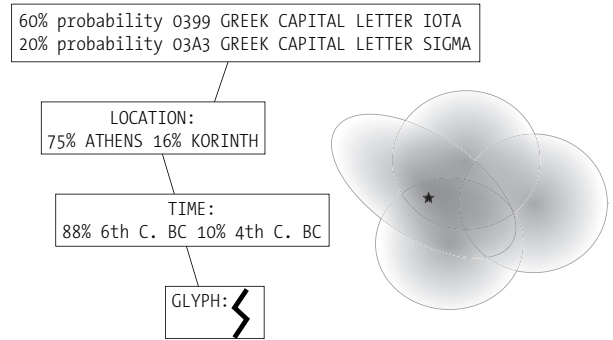 60% probability 0399 GREEK CAPITAL LETTER IOTA
20% probability 03A3 GREEK CAPITAL LETTER SIGMA
LOCATION:
75% ATHENS 16% KORINTH
TIME:
88% 6th C. BC 10% 4th C. BC
GLYPH: